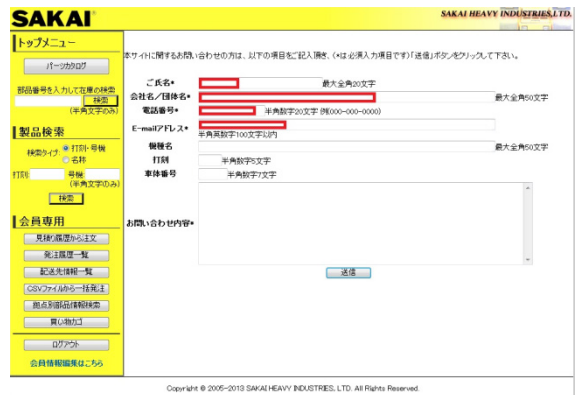 SAKAI
SAKAI HEAVY INDUSTRIES,LTD.
トップメニュー
パーツカタログ
部品番号を入力して在庫の検索
検索
(半角文字のみ)
製品検索
検索タイプ: 打刻・号機
名称
打刻: 号機:
(半角文字のみ)
検索
会員専用
見積り履歴から注文
発注履歴一覧
配送先情報一覧
CSVファイルから一括発注
拠点別部品情報検索
買い物カゴ
ログアウト
会員情報編集はこちら
本サイトに関するお問い合わせの方は、以下の項目をご記入頂き、(*は必須入力項目です)「送信」ボタンをクリックして下さい。
ご氏名* 最大全角20文字
会社名/団体名* 最大全角50文字
電話番号* 半角数字20文字 (例)000-000-0000)
E-mailアドレス*
半角英数字100文字以内
機種名 最大全角50文字
打刻 半角数字5文字
車体番号 半角数字7文字
お問い合わせ内容*
送信
Copyright © 2005-2013 SAKAI HEAVY INDUSTRIES, LTD. All Rights Reserved.